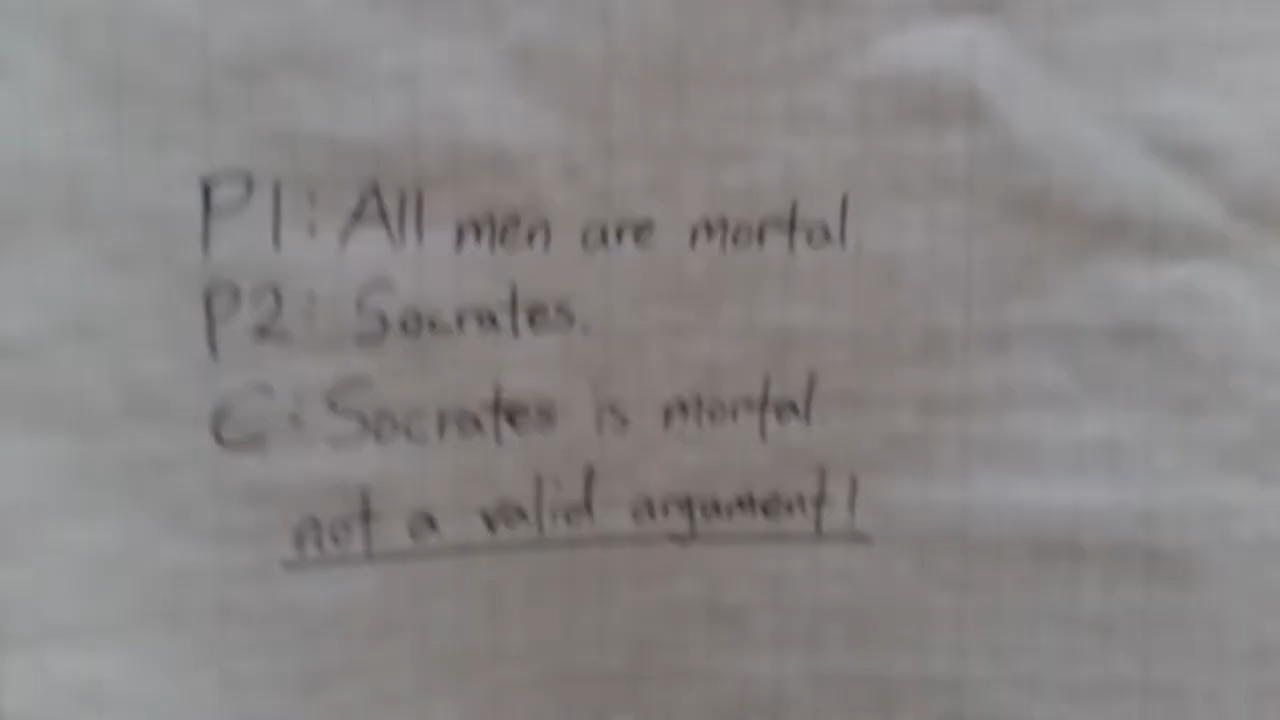 P1: All men are mortal.
P2: Socrates.
C: Socrates is mortal
not a valid argument!